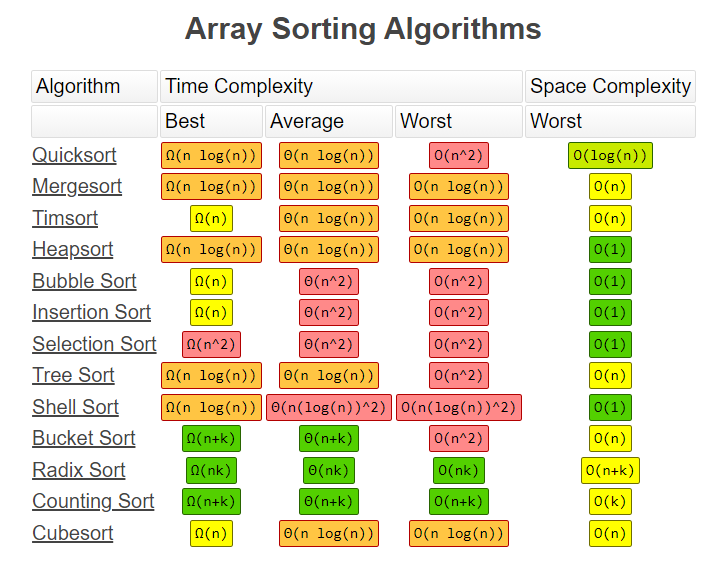 Array Sorting Algorithms
Algorithm Time Complexity Space Complexity
Best Average Worst Worst
Quicksort Ω(n log(n)) Θ(n log(n)) O(n^2) O(log(n))
Mergesort Ω(n log(n)) Θ(n log(n)) O(n log(n)) O(n)
Timsort Ω(n) Θ(n log(n)) O(n log(n)) O(n)
Heapsort Ω(n log(n)) Θ(n log(n)) O(n log(n)) O(1)
Bubble Sort Ω(n) Θ(n^2) O(n^2) O(1)
Insertion Sort Ω(n) Θ(n^2) O(n^2) O(1)
Selection Sort Ω(n^2) Θ(n^2) O(n^2) O(1)
Tree Sort Ω(n log(n)) Θ(n log(n)) O(n^2) O(n)
Shell Sort Ω(n log(n)) Θ(n(log(n))^2) O(n(log(n))^2) O(1)
Bucket Sort Ω(n+k) Θ(n+k) O(n^2) O(n)
Radix Sort Ω(nk) Θ(nk) O(nk) O(n+k)
Counting Sort Ω(n+k) Θ(n+k) O(n+k) O(k)
Cubesort Ω(n) Θ(n log(n)) O(n log(n)) O(n)